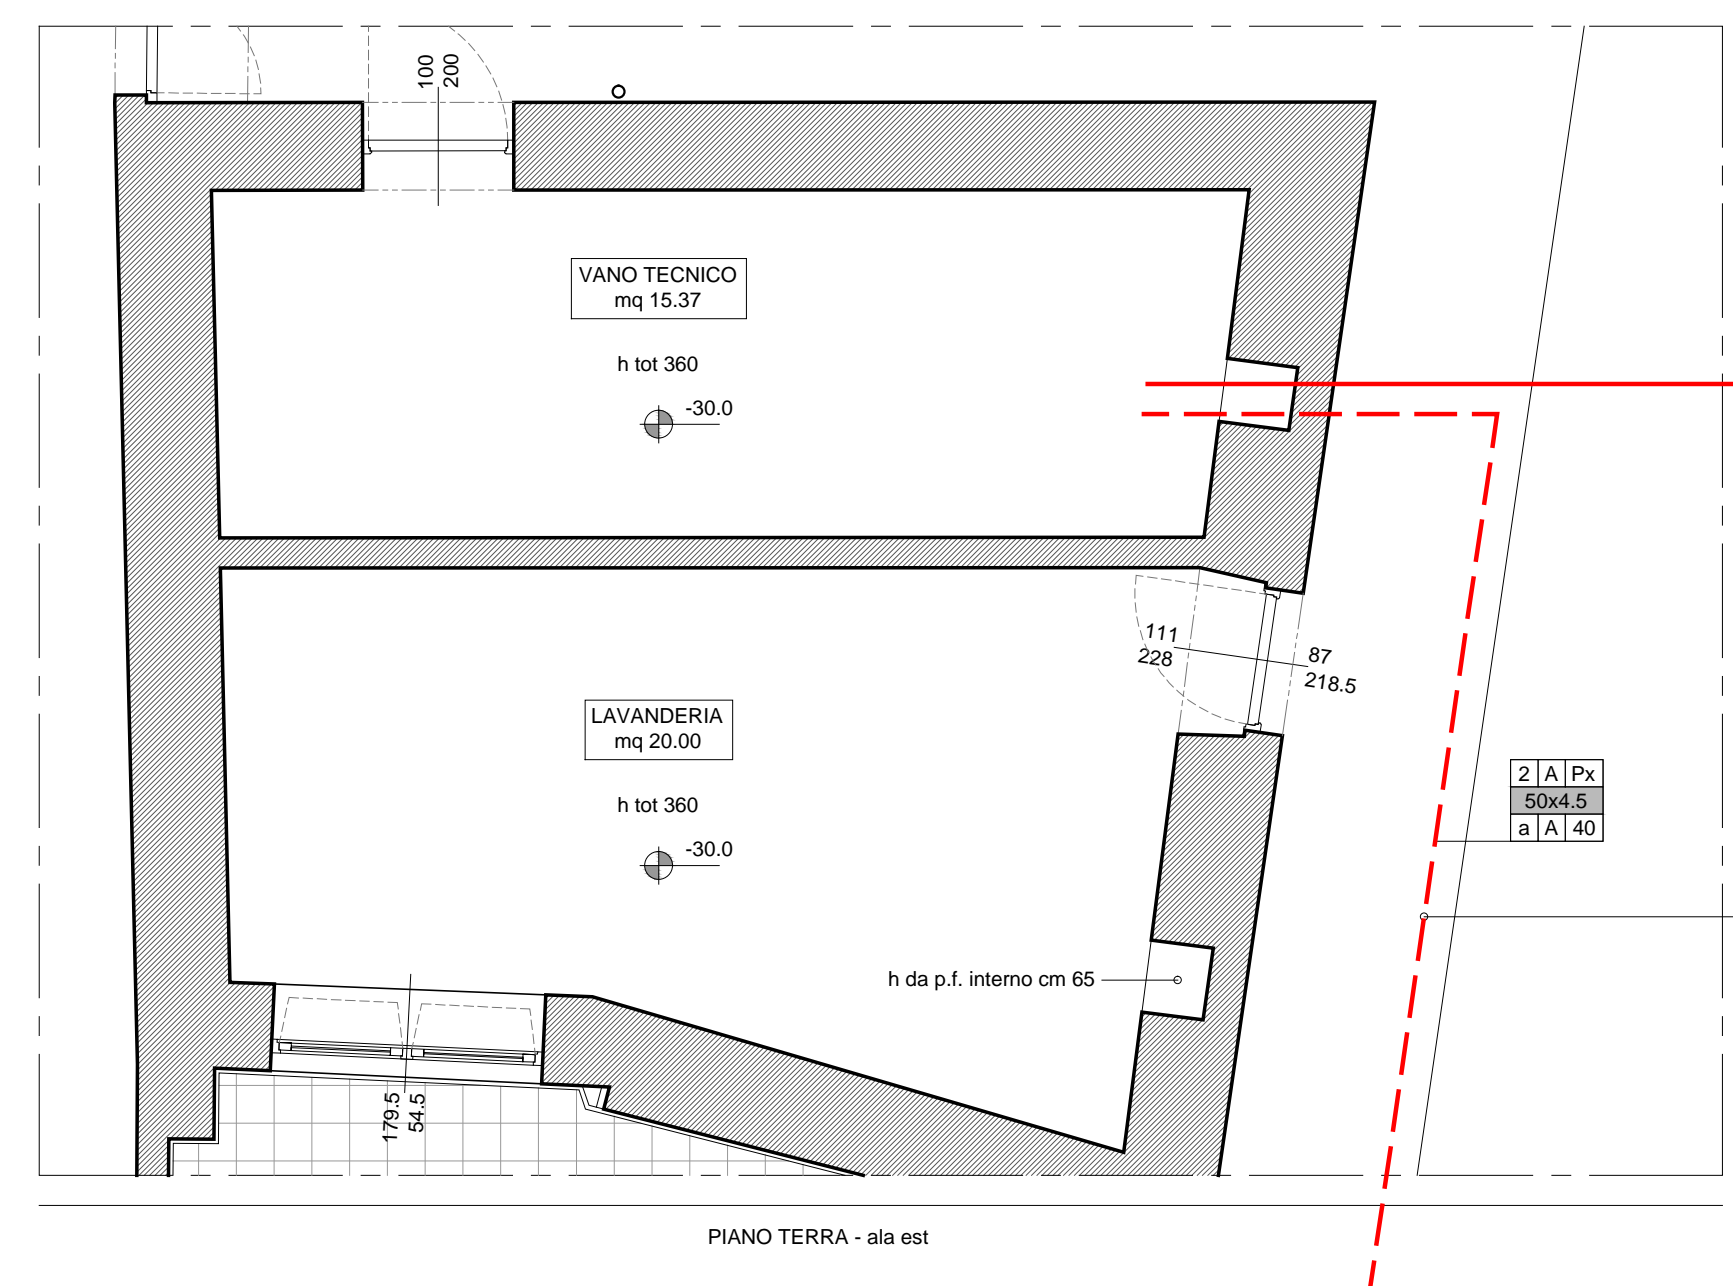 100
200
VANO TECNICO
mq 15.37
h tot 360
-30.0
111
228
87
218.5
LAVANDERIA
mq 20.00
h tot 360
-30.0
2 A Px
50x4.5
a A 40
h da p.f. interno cm 65
179.5
54.5
PIANO TERRA - ala est